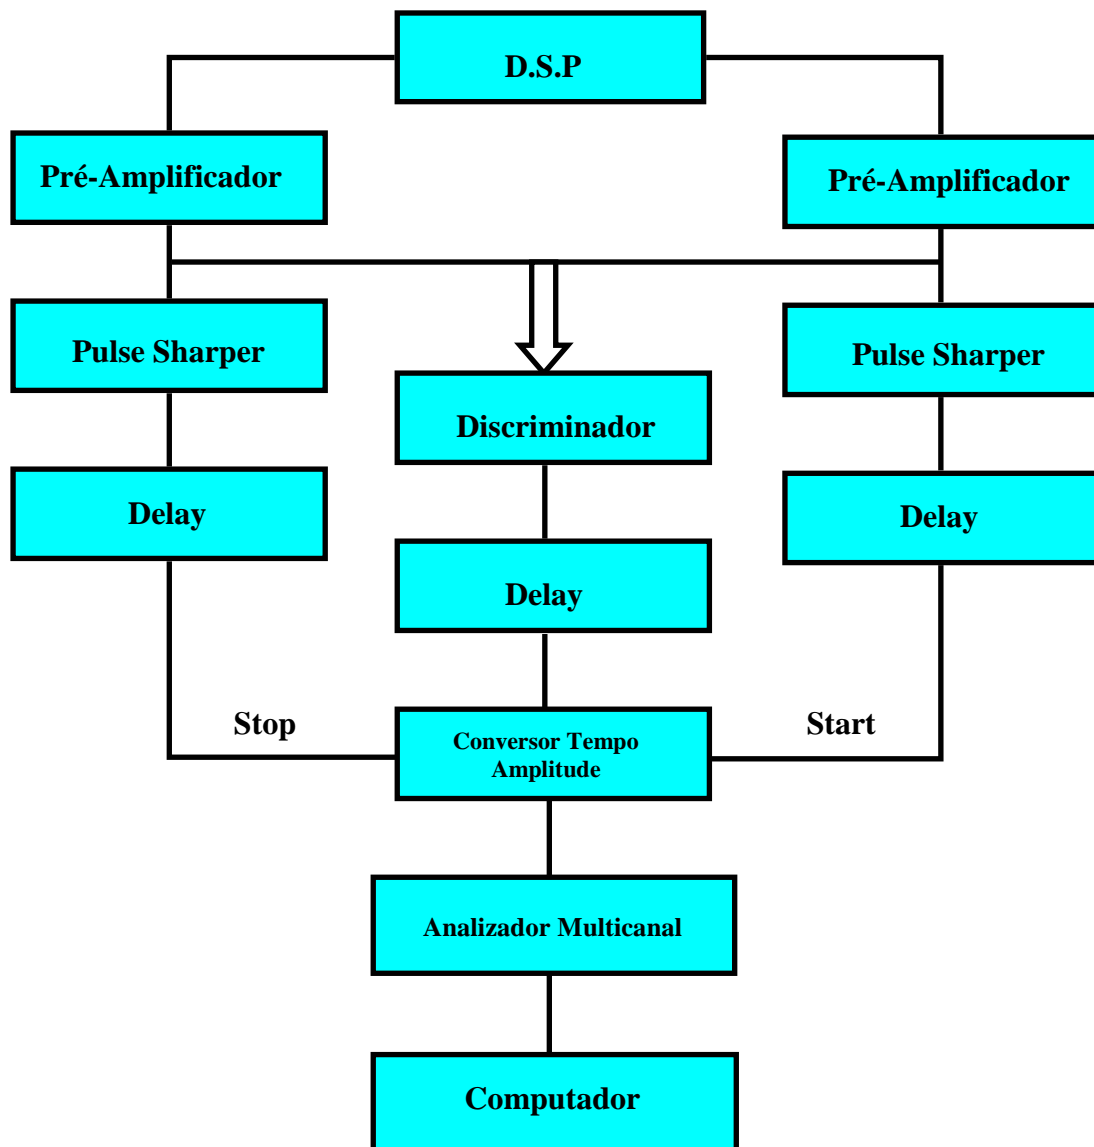 D.S.P
Pré-Amplificador
Pré-Amplificador
Pulse Sharper
Pulse Sharper
Discriminador
Delay
Delay
Delay
Stop
Start
Conversor Tempo
Amplitude
Analizador Multicanal
Computador